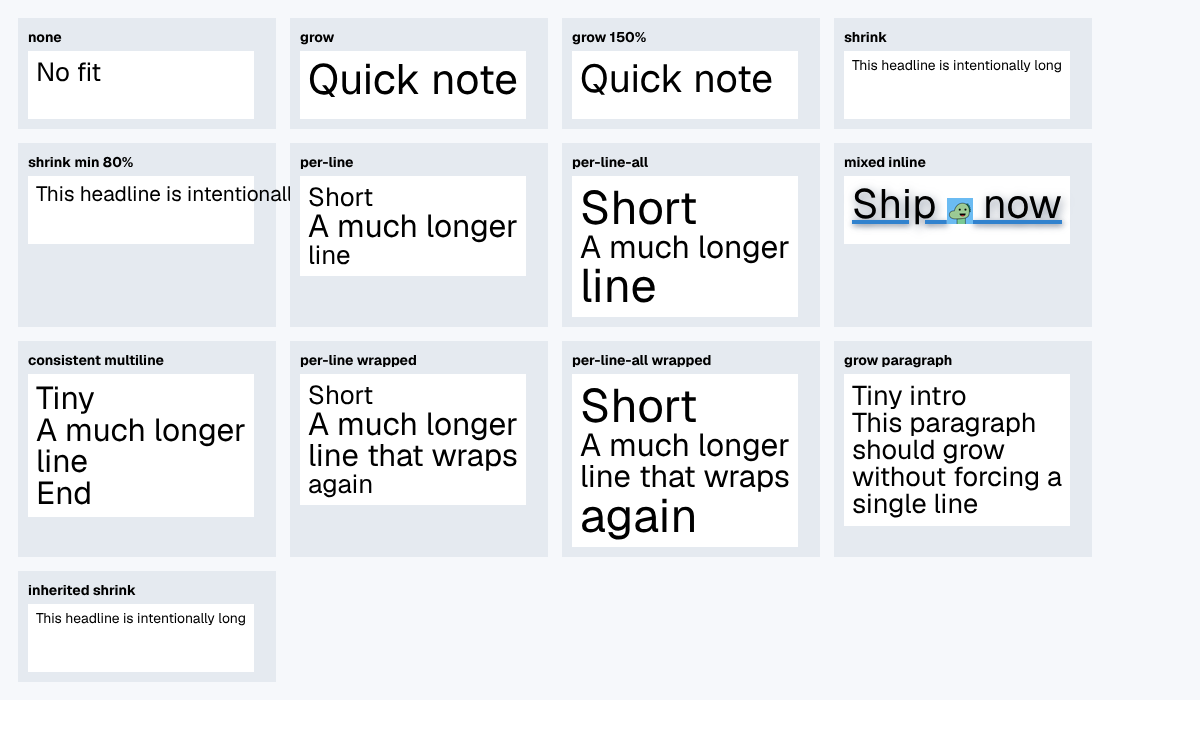 none
No fit
grow
Quick note
grow 150%
Quick note
shrink
This headline is intentionally long
shrink min 80%
This headline is intentionall
per-line
Short
A much longer
line
per-line-all
Short
A much longer
line
mixed inline
Ship now
consistent multiline
Tiny
A much longer
line
End
per-line wrapped
Short
A much longer
line that wraps
again
per-line-all wrapped
Short
A much longer
line that wraps
again
grow paragraph
Tiny intro
This paragraph
should grow
without forcing a
single line
inherited shrink
This headline is intentionally long